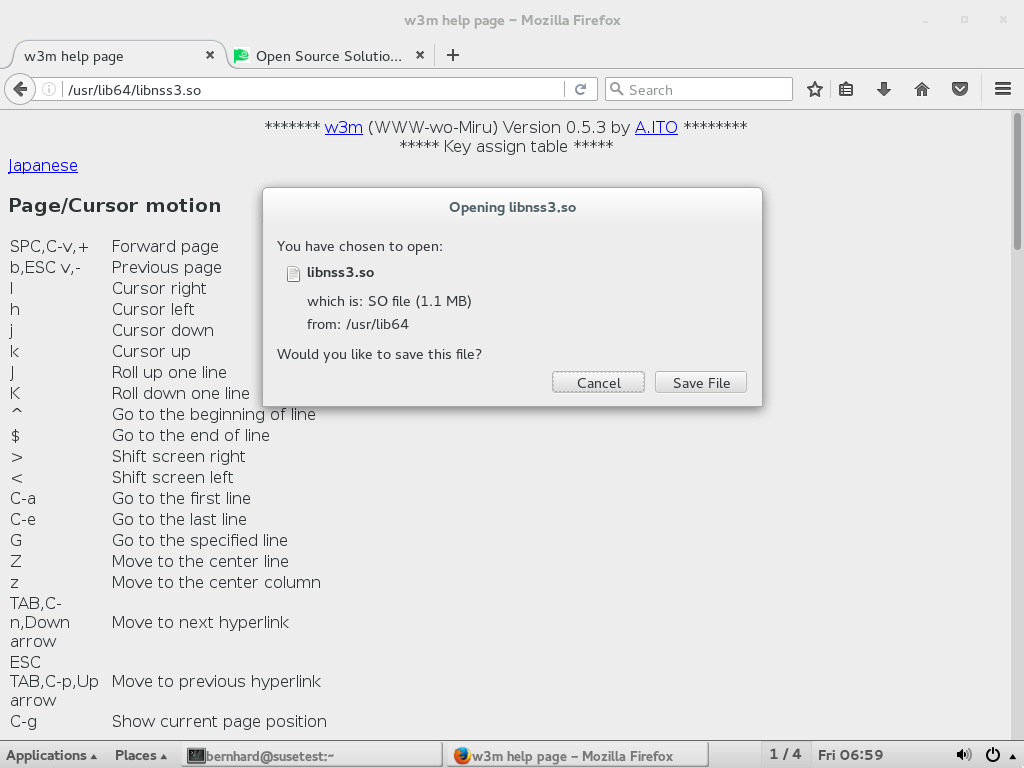 w3m help page – Mozilla Firefox
w3m help page
Open Source Solutio...
/usr/lib64/libnss3.so
Search
******* w3m (WWW-wo-Miru) Version 0.5.3 by A.ITO ********
***** Key assign table *****
Japanese
Page/Cursor motion
SPC,C-v,+ Forward page
b,ESC v,- Previous page
l Cursor right
h Cursor left
j Cursor down
k Cursor up
J Roll up one line
K Roll down one line
^ Go to the beginning of line
$ Go to the end of line
> Shift screen right
< Shift screen left
C-a Go to the first line
C-e Go to the last line
G Go to the specified line
Z Move to the center line
z Move to the center column
TAB,C-
n,Down Move to next hyperlink
arrow
ESC
TAB,C-p,Up Move to previous hyperlink
arrow
C-g Show current page position
Opening libnss3.so
You have chosen to open:
libnss3.so
which is: SO file (1.1 MB)
from: /usr/lib64
Would you like to save this file?
Cancel Save File
Applications Places bernhard@susetest:~ w3m help page – Mozilla Firefox 1 / 4 Fri 06:59